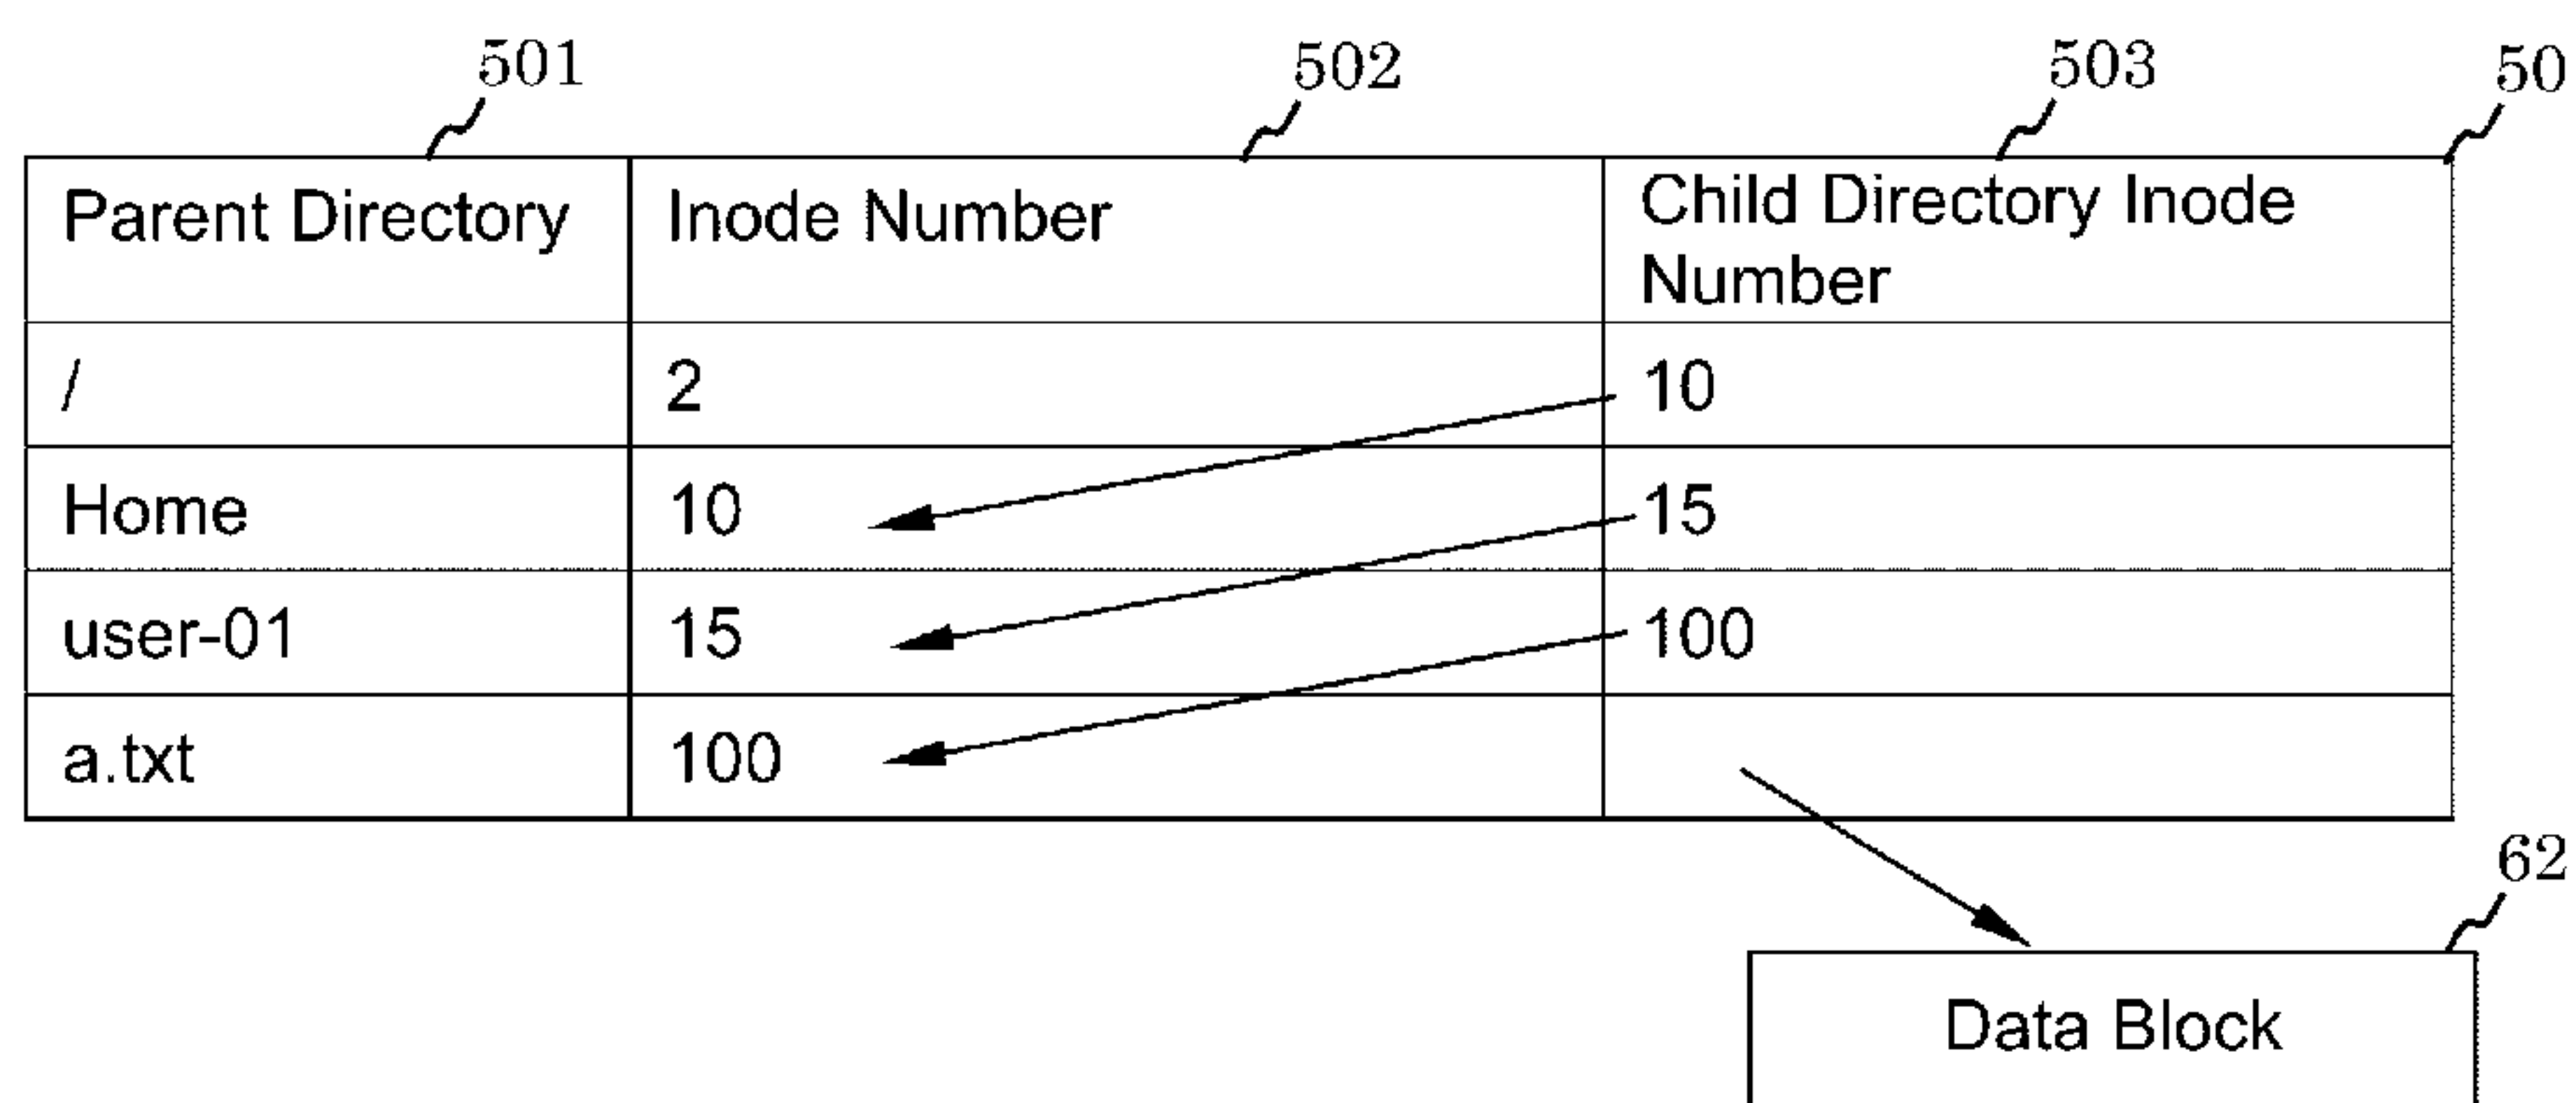 501 502 503 50
Parent Directory Inode Number Child Directory Inode
Number
/ 2 10
Home 10 15
user-01 15 100
a.txt 100
62
Data Block